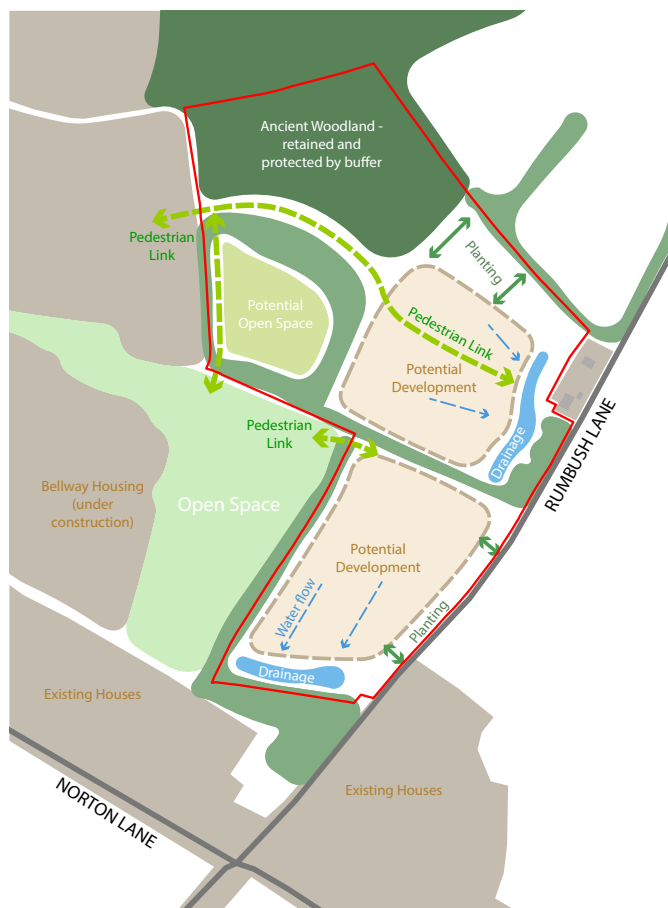 Ancient Woodland -
retained and
protected by buffer
Pedestrian
Link
Planting
Potential
Open Space
Pedestrian Link
Potential
Development
Drainage
RUMBUSH LANE
Pedestrian
Link
Bellway Housing
(under
construction)
Open Space
Potential
Development
Water flow
Planting
Drainage
Existing Houses
Existing Houses
NORTON LANE